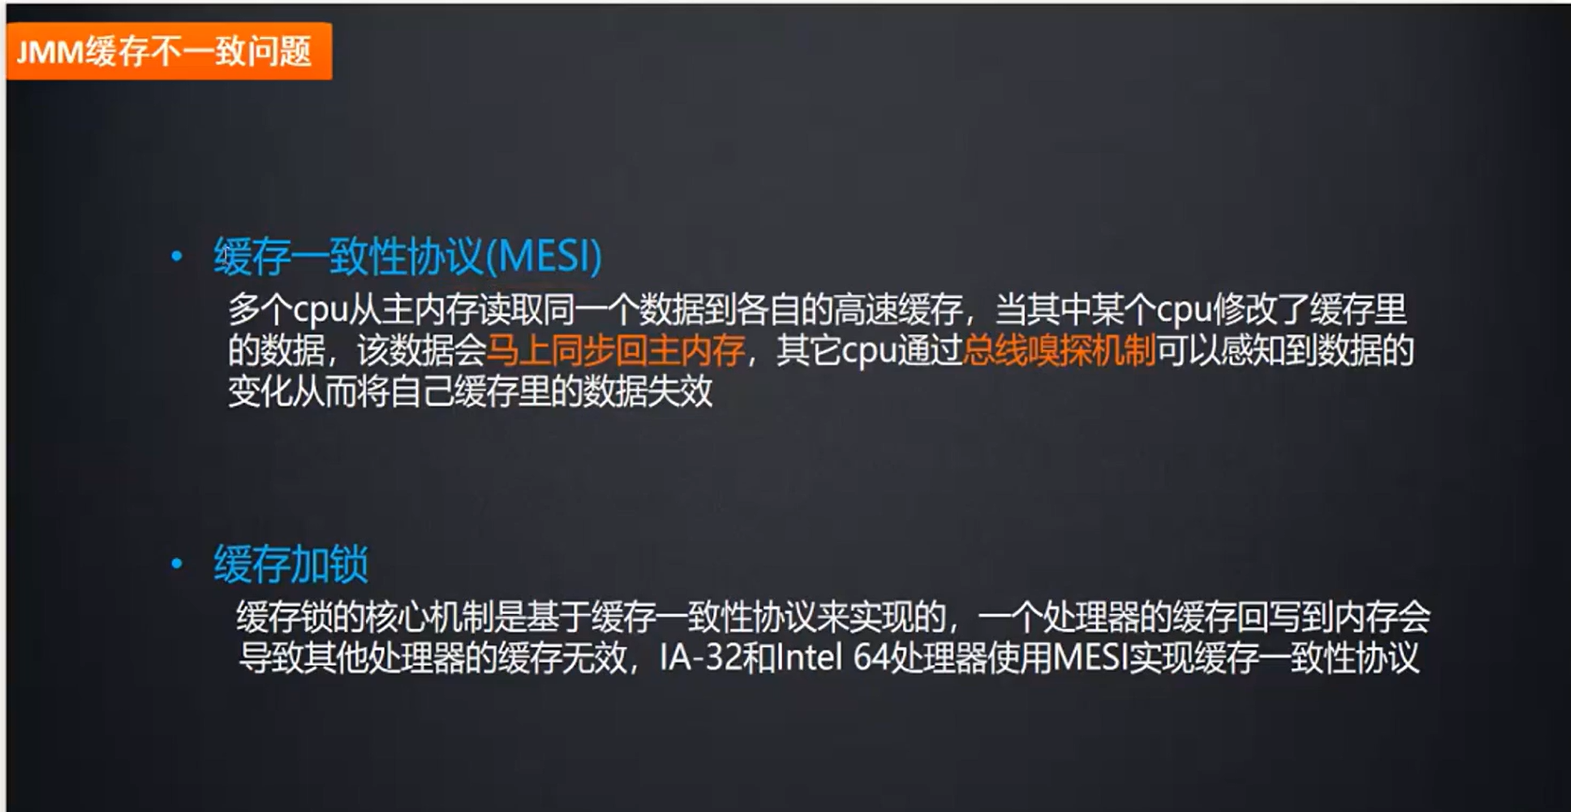 JMM缓存不一致问题
• 缓存一致性协议(MESI)
多个cpu从主内存读取同一个数据到各自的高速缓存，当其中某个cpu修改了缓存里
的数据，该数据会马上同步回主内存，其它cpu通过总线嗅探机制可以感知到数据的
变化从而将自己缓存里的数据失效
• 缓存加锁
缓存锁的核心机制是基于缓存一致性协议来实现的，一个处理器的缓存回写到内存会
导致其他处理器的缓存无效，IA-32和Intel 64处理器使用MESI实现缓存一致性协议